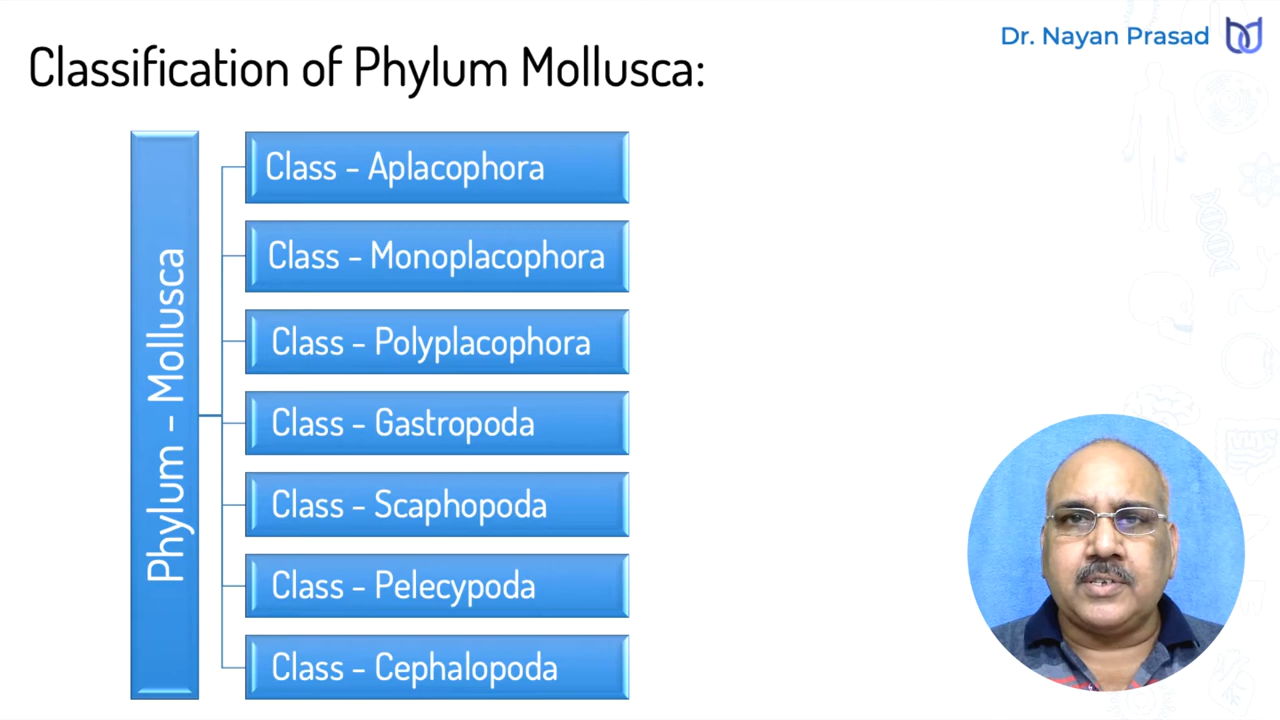 Dr. Nayan Prasad
Classification of Phylum Mollusca:
Phylum - Mollusca
Class - Aplacophora
Class - Monoplacophora
Class - Polyplacophora
Class - Gastropoda
Class - Scaphopoda
Class - Pelecypoda
Class - Cephalopoda